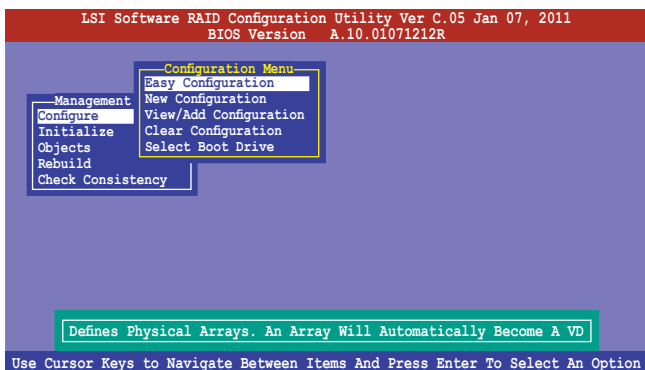 LSI Software RAID Configuration Utility Ver C.05 Jan 07, 2011
BIOS Version A.10.01071212R
Management
Configure
Initialize
Objects
Rebuild
Check Consistency
Configuration Menu
Easy Configuration
New Configuration
View/Add Configuration
Clear Configuration
Select Boot Drive
Defines Physical Arrays. An Array Will Automatically Become A VD
Use Cursor Keys to Navigate Between Items And Press Enter To Select An Option